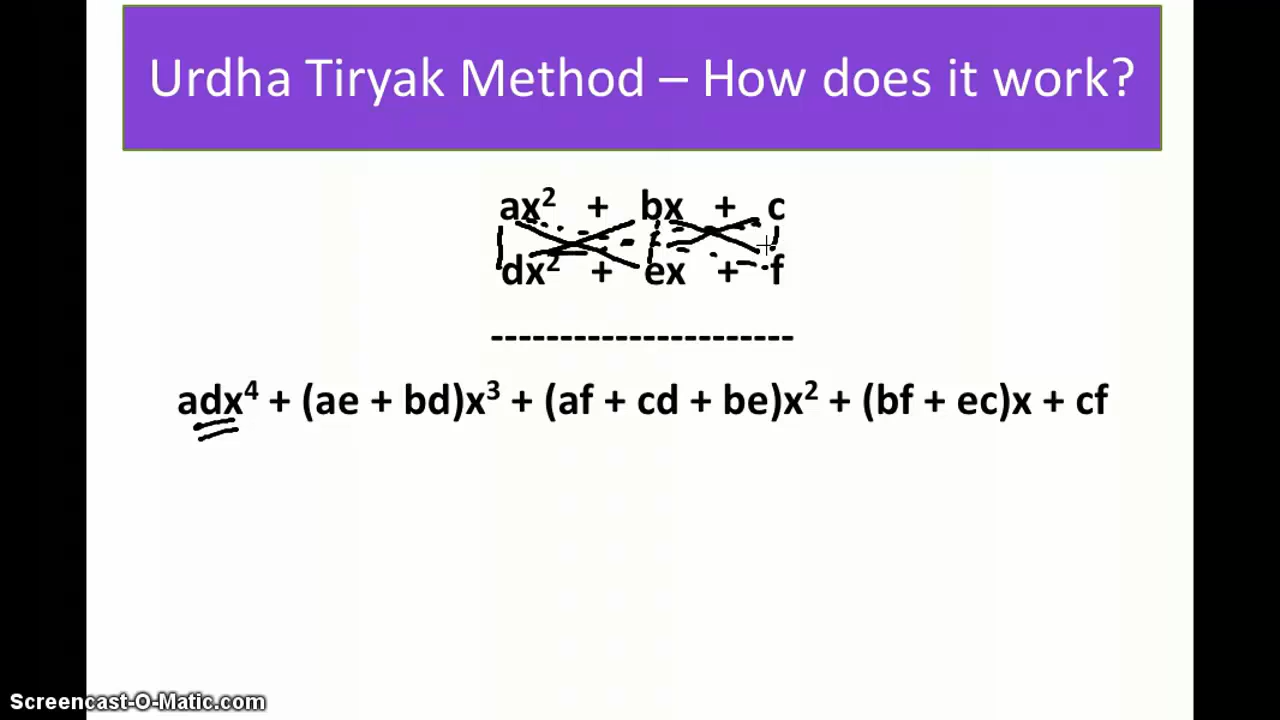 Urdha Tiryak Method – How does it work?
ax² + bx + c
dx² + ex + f
----------------------
adx⁴ + (ae + bd)x³ + (af + cd + be)x² + (bf + ec)x + cf
Screencast-O-Matic.com